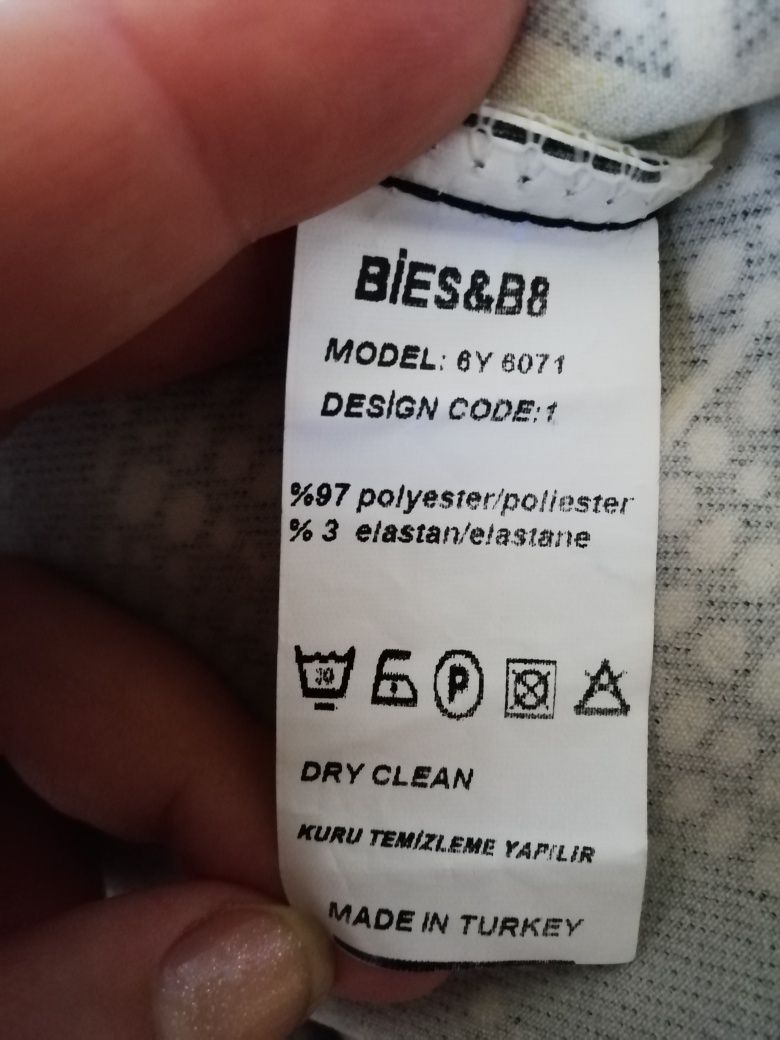 BİES&B8
MODEL: 6Y 6071
DESİGN CODE:1
%97 polyester/poliester
% 3 elastan/elastane
30 P
DRY CLEAN
KURU TEMİZLEME YAPILIR
MADE IN TURKEY